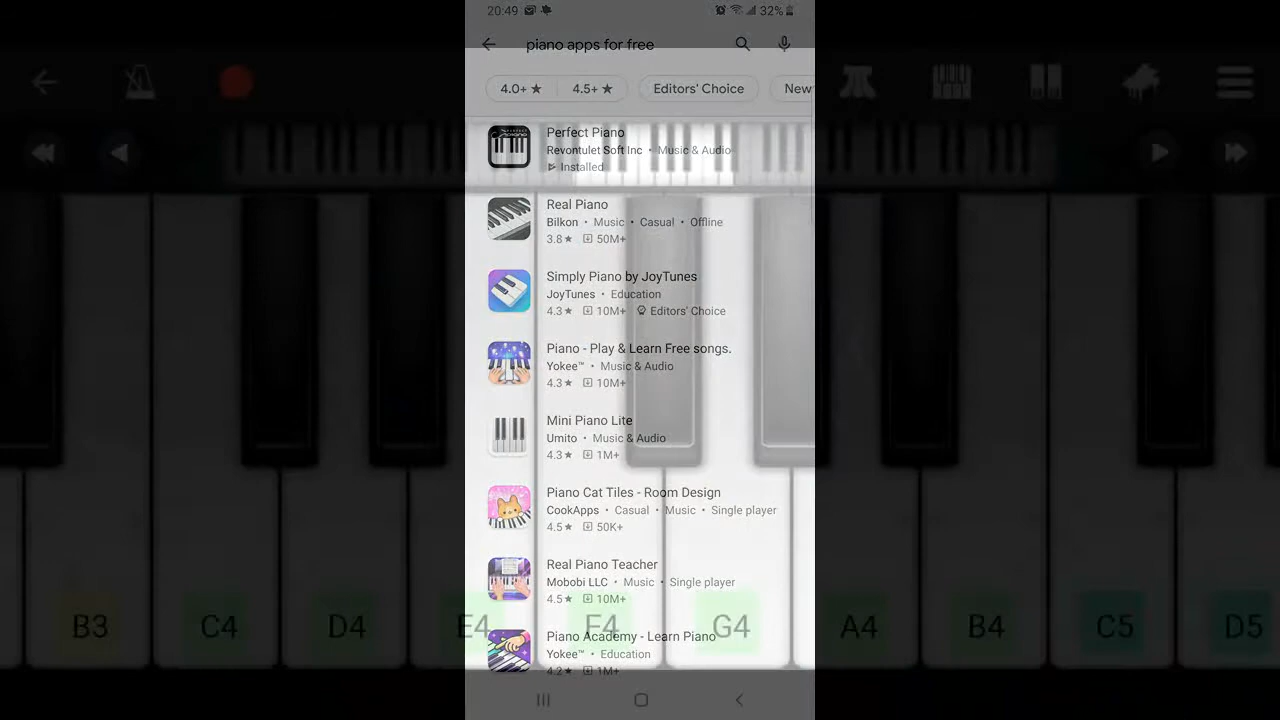 20:49
32%
piano apps for free
4.0+ ★
4.5+ ★
Editors' Choice
New
Perfect Piano
Revontulet Soft Inc • Music & Audio
Installed
Real Piano
Bilkon • Music • Casual • Offline
3.8 ★ 50M+
Simply Piano by JoyTunes
JoyTunes • Education
4.3 ★ 10M+ Editors' Choice
Piano - Play & Learn Free songs.
Yokee™ • Music & Audio
4.3 ★ 10M+
Mini Piano Lite
Umito • Music & Audio
4.3 ★ 1M+
Piano Cat Tiles - Room Design
CookApps • Casual • Music • Single player
4.5 ★ 50K+
Real Piano Teacher
Mobobi LLC • Music • Single player
4.5 ★ 10M+
Piano Academy - Learn Piano
Yokee™ • Education
4.2 ★ 1M+
B3 C4 D4 E4 F4 G4 A4 B4 C5 D5